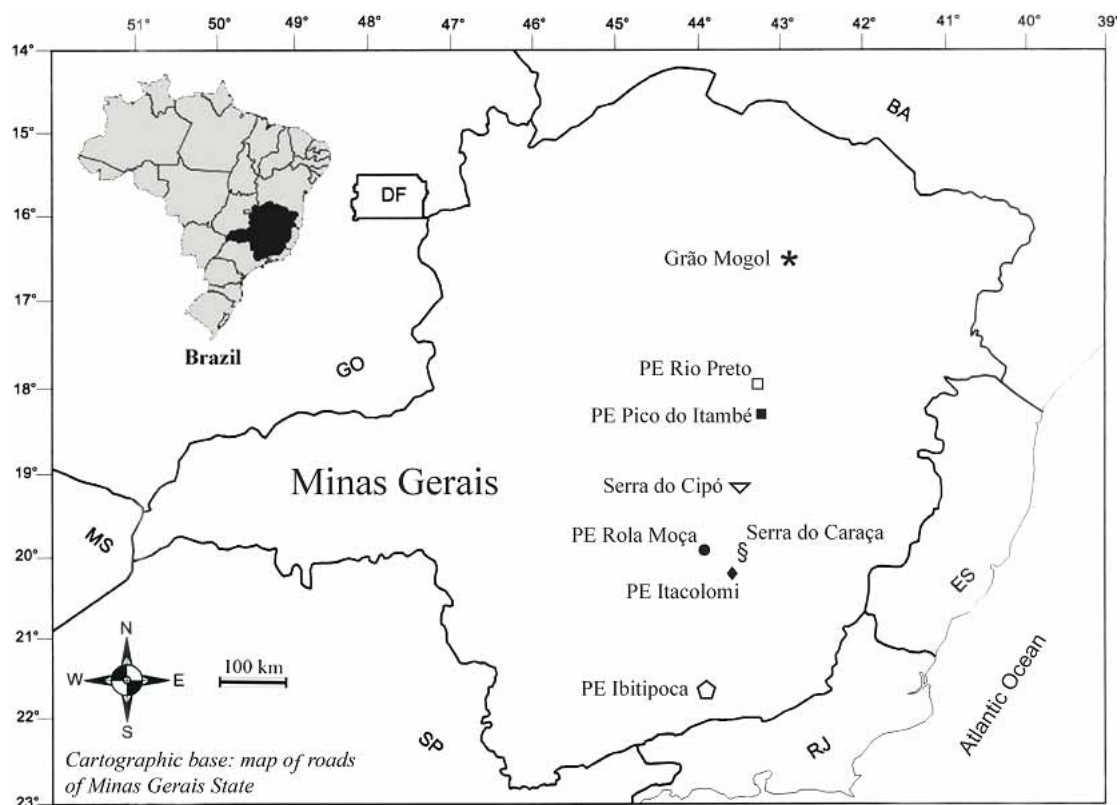 51° 50° 49° 48° 47° 46° 45° 44° 43° 42° 41° 40° 39°
14°
BA
15°
DF
16°
Grão Mogol
17°
Brazil
GO
PE Rio Preto
18°
PE Pico do Itambé
19°
Minas Gerais
Serra do Cipó
MS
PE Rola Moça
Serra do Caraça
§
20°
PE Itacolomi
ES
21°
N
W E
S
100 km
PE Ibitipoca
Atlantic Ocean
22°
SP
RJ
Cartographic base: map of roads
of Minas Gerais State
23°